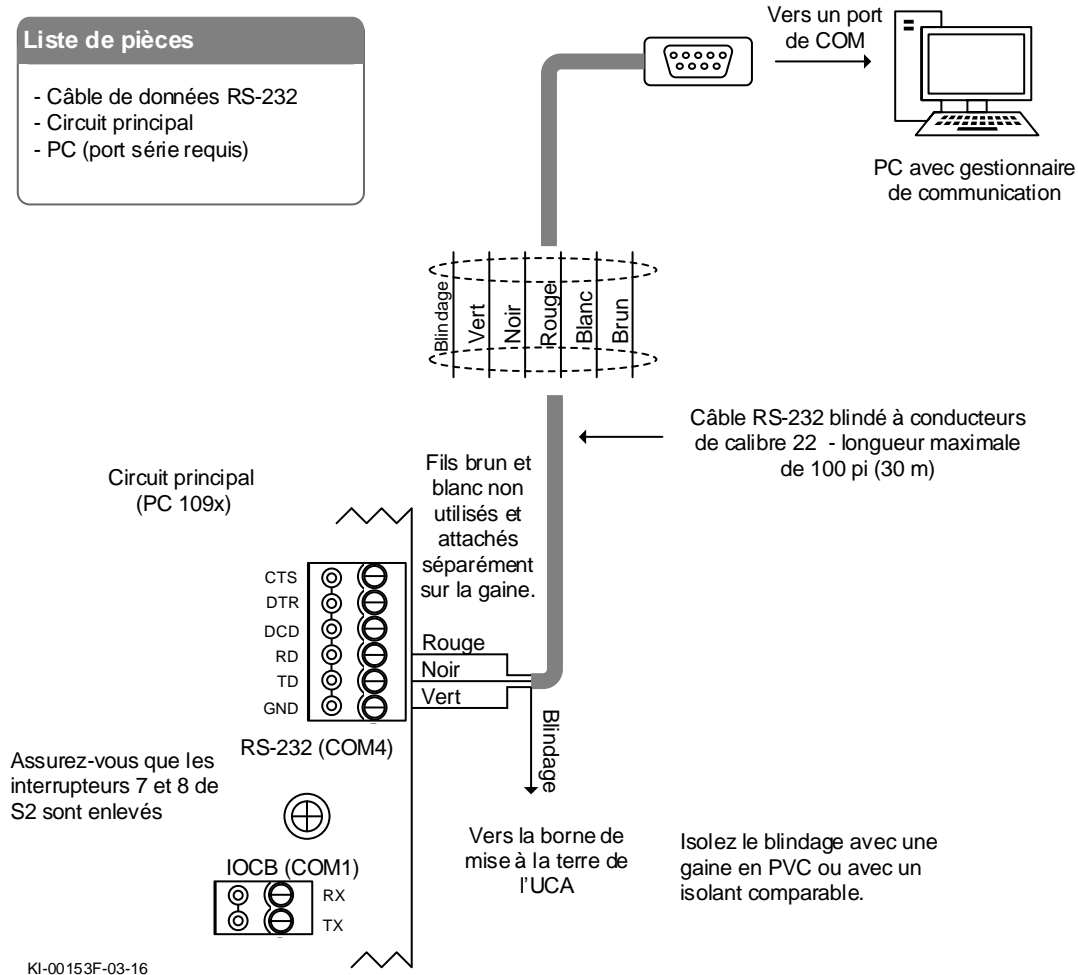 Liste de pièces
- Câble de données RS-232
- Circuit principal
- PC (port série requis)
Vers un port
de COM
PC avec gestionnaire
de communication
Blindage
Vert
Noir
Rouge
Blanc
Brun
Câble RS-232 blindé à conducteurs
de calibre 22 - longueur maximale
de 100 pi (30 m)
Circuit principal
(PC 109x)
Fils brun et
blanc non
utilisés et
attachés
séparément
sur la gaine.
CTS
DTR
DCD
RD
TD
GND
Rouge
Noir
Vert
Blindage
RS-232 (COM4)
Assurez-vous que les
interrupteurs 7 et 8 de
S2 sont enlevés
Vers la borne de
mise à la terre de
l'UCA
Isolez le blindage avec une
gaine en PVC ou avec un
isolant comparable.
IOCB (COM1)
RX
TX
KI-00153F-03-16